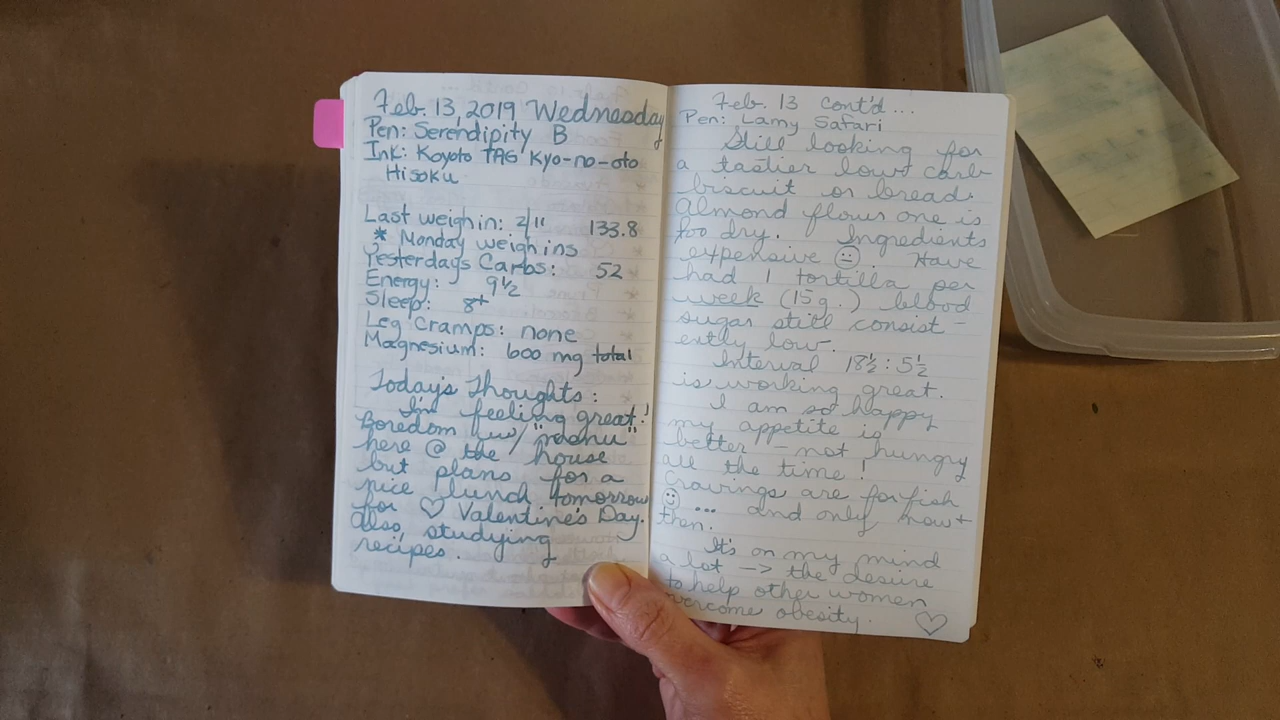 Feb. 13, 2019 Wednesday
Pen: Serendipity B
Ink: Koyoto TAG Kyo-no-oto
Hisoku
Last weigh in: 2/11 133.8
* Monday weigh ins
Yesterdays Carbs: 52
Energy: 9½
Sleep: 8+
Leg Cramps: none
Magnesium: 600 mg total
Today's Thoughts:
I'm feeling great!
Boredom w/ "menu"
here @ the house
but plans for a
nice lunch tomorrow
for ♡ Valentine's Day.
Also, studying
recipes.
Feb. 13 Cont'd...
Pen: Lamy Safari
Still looking for
a tastier low carb
biscuit or bread.
Almond flour one is
too dry. Ingredients
expensive 😐. Have
had 1 tortilla per
week (15g.) blood
sugar still consist-
ently low.
Interval 18½:5½
is working great.
I am so happy
my appetite is
better - not hungry
all the time!
Cravings are for fish
☺ ... and only now+
then.
It's on my mind
a lot -> the desire
to help other women
overcome obesity. ♡